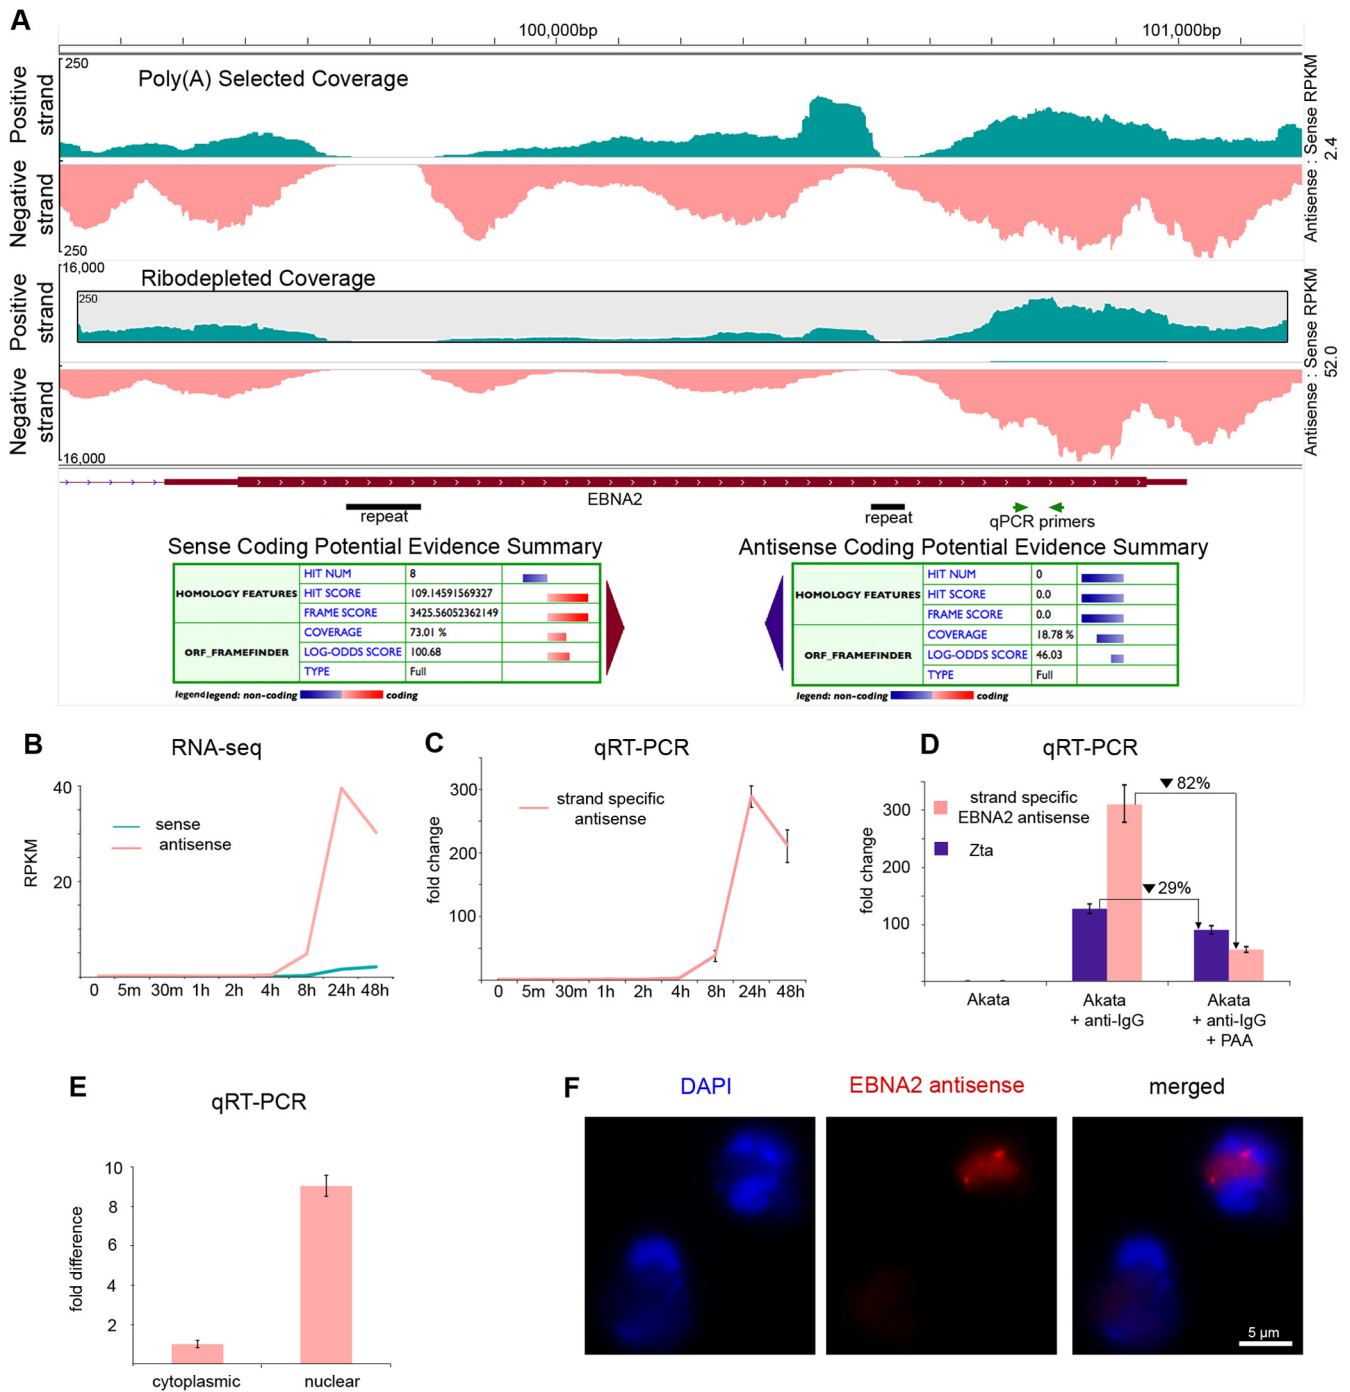 A
100,000bp
101,000bp
250
Poly(A) Selected Coverage
Positive
strand
Negative
strand
250
Antisense : Sense RPKM
2.4
16,000
Ribodepleted Coverage
250
Positive
strand
Negative
strand
16,000
Antisense : Sense RPKM
52.0
EBNA2
repeat
repeat
qPCR primers
Sense Coding Potential Evidence Summary
HOMOLOGY FEATURES
HIT NUM 8
HIT SCORE 109.14591569327
FRAME SCORE 3425.56052362149
ORF_FRAMEFINDER
COVERAGE 73.01 %
LOG-ODDS SCORE 100.68
TYPE Full
legendlegend: non-coding coding
Antisense Coding Potential Evidence Summary
HOMOLOGY FEATURES
HIT NUM 0
HIT SCORE 0.0
FRAME SCORE 0.0
ORF_FRAMEFINDER
COVERAGE 18.78 %
LOG-ODDS SCORE 46.03
TYPE Full
legend: non-coding coding
B
RNA-seq
40
20
RPKM
sense
antisense
0 5m 30m 1h 2h 4h 8h 24h 48h
C
qRT-PCR
300
200
100
fold change
strand specific
antisense
0 5m 30m 1h 2h 4h 8h 24h 48h
D
qRT-PCR
300
200
100
fold change
strand specific
EBNA2 antisense
Zta
▼82%
▼29%
Akata
Akata
+ anti-IgG
Akata
+ anti-IgG
+ PAA
E
qRT-PCR
10
8
6
4
2
fold difference
cytoplasmic
nuclear
F
DAPI
EBNA2 antisense
merged
5 µm